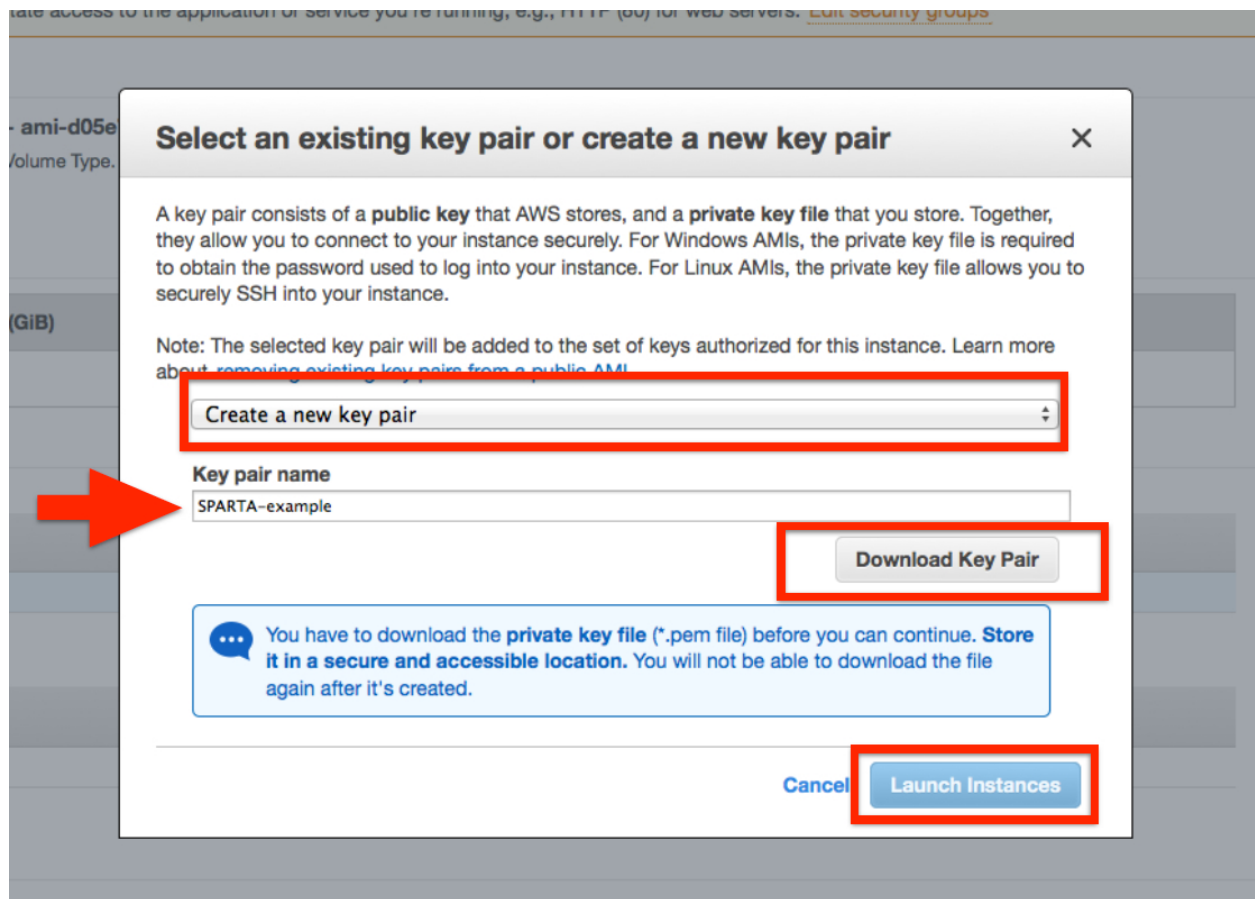 tate access to the application or service you're running, e.g., HTTP (80) for web servers. Edit security groups
- ami-d05e
Volume Type.
(GiB)
Select an existing key pair or create a new key pair
A key pair consists of a public key that AWS stores, and a private key file that you store. Together,
they allow you to connect to your instance securely. For Windows AMIs, the private key file is required
to obtain the password used to log into your instance. For Linux AMIs, the private key file allows you to
securely SSH into your instance.
Note: The selected key pair will be added to the set of keys authorized for this instance. Learn more
about removing existing key pairs from a public AMI
Create a new key pair
Key pair name
SPARTA-example
Download Key Pair
You have to download the private key file (*.pem file) before you can continue. Store
it in a secure and accessible location. You will not be able to download the file
again after it's created.
Cancel
Launch Instances